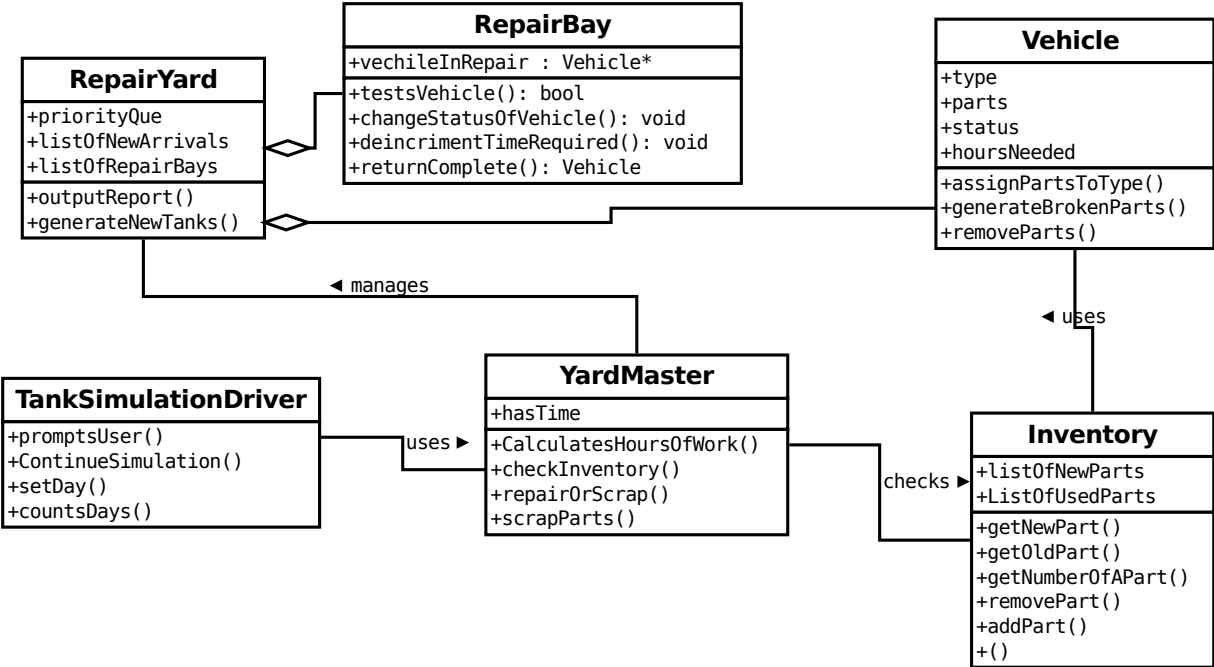 RepairBay
+vechileInRepair : Vehicle*
+testsVehicle(): bool
+changeStatusOfVehicle(): void
+deincrimentTimeRequired(): void
+returnComplete(): Vehicle
Vehicle
+type
+parts
+status
+hoursNeeded
+assignPartsToType()
+generateBrokenParts()
+removeParts()
RepairYard
+priorityQue
+listOfNewArrivals
+listOfRepairBays
+outputReport()
+generateNewTanks()
◄ manages
◄ uses
TankSimulationDriver
+promptsUser()
+ContinueSimulation()
+setDay()
+countsDays()
uses ►
YardMaster
+hasTime
+CalculatesHoursOfWork()
+checkInventory()
+repairOrScrap()
+scrapParts()
checks ►
Inventory
+listOfNewParts
+ListOfUsedParts
+getNewPart()
+getOldPart()
+getNumberOfAPart()
+removePart()
+addPart()
+()